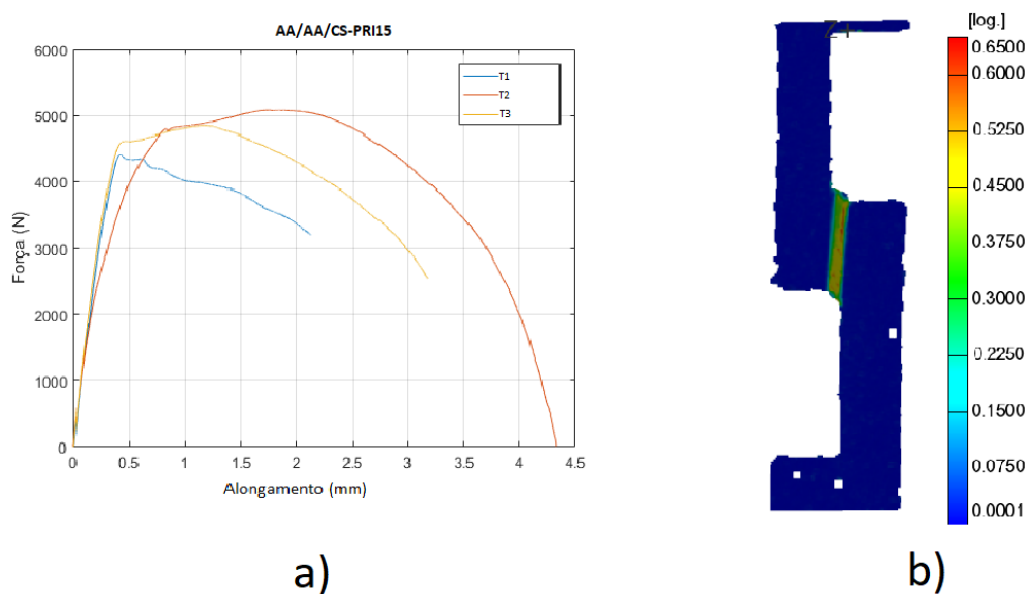 AA/AA/CS-PRI15
6000
5000
4000
3000
2000
1000
0
Força (N)
T1
T2
T3
0 0.5 1 1.5 2 2.5 3 3.5 4 4.5
Alongamento (mm)
a)
[log.]
0.6500
0.6000
0.5250
0.4500
0.3750
0.3000
0.2250
0.1500
0.0750
0.0001
b)